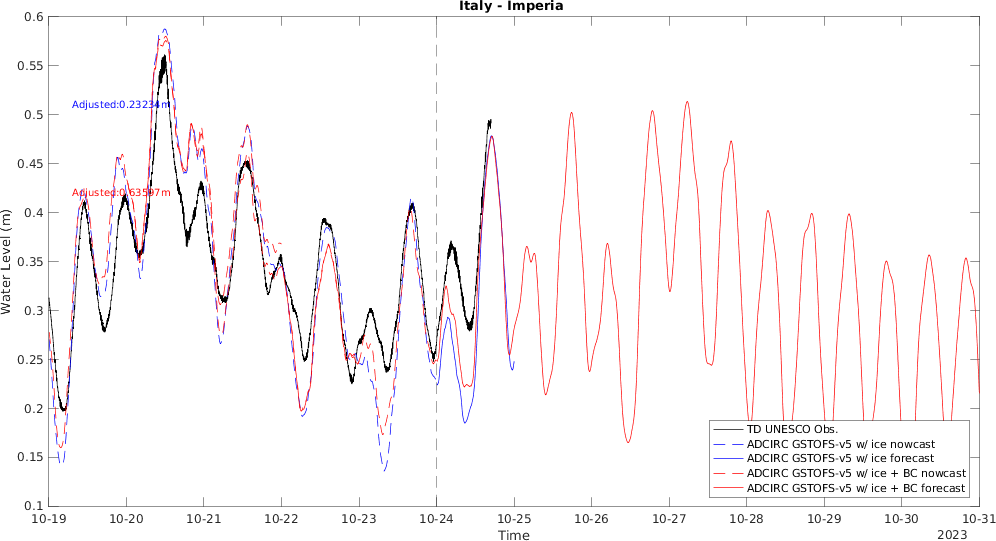 Italy - Imperia
0.6
0.55
0.5
0.45
0.4
0.35
0.3
0.25
0.2
0.15
0.1
Water Level (m)
Adjusted:0.23234m
Adjusted:0.63597m
TD UNESCO Obs.
ADCIRC GSTOFS-v5 w/ ice nowcast
ADCIRC GSTOFS-v5 w/ ice forecast
ADCIRC GSTOFS-v5 w/ ice + BC nowcast
ADCIRC GSTOFS-v5 w/ ice + BC forecast
10-19 10-20 10-21 10-22 10-23 10-24 10-25 10-26 10-27 10-28 10-29 10-30 10-31
Time
2023